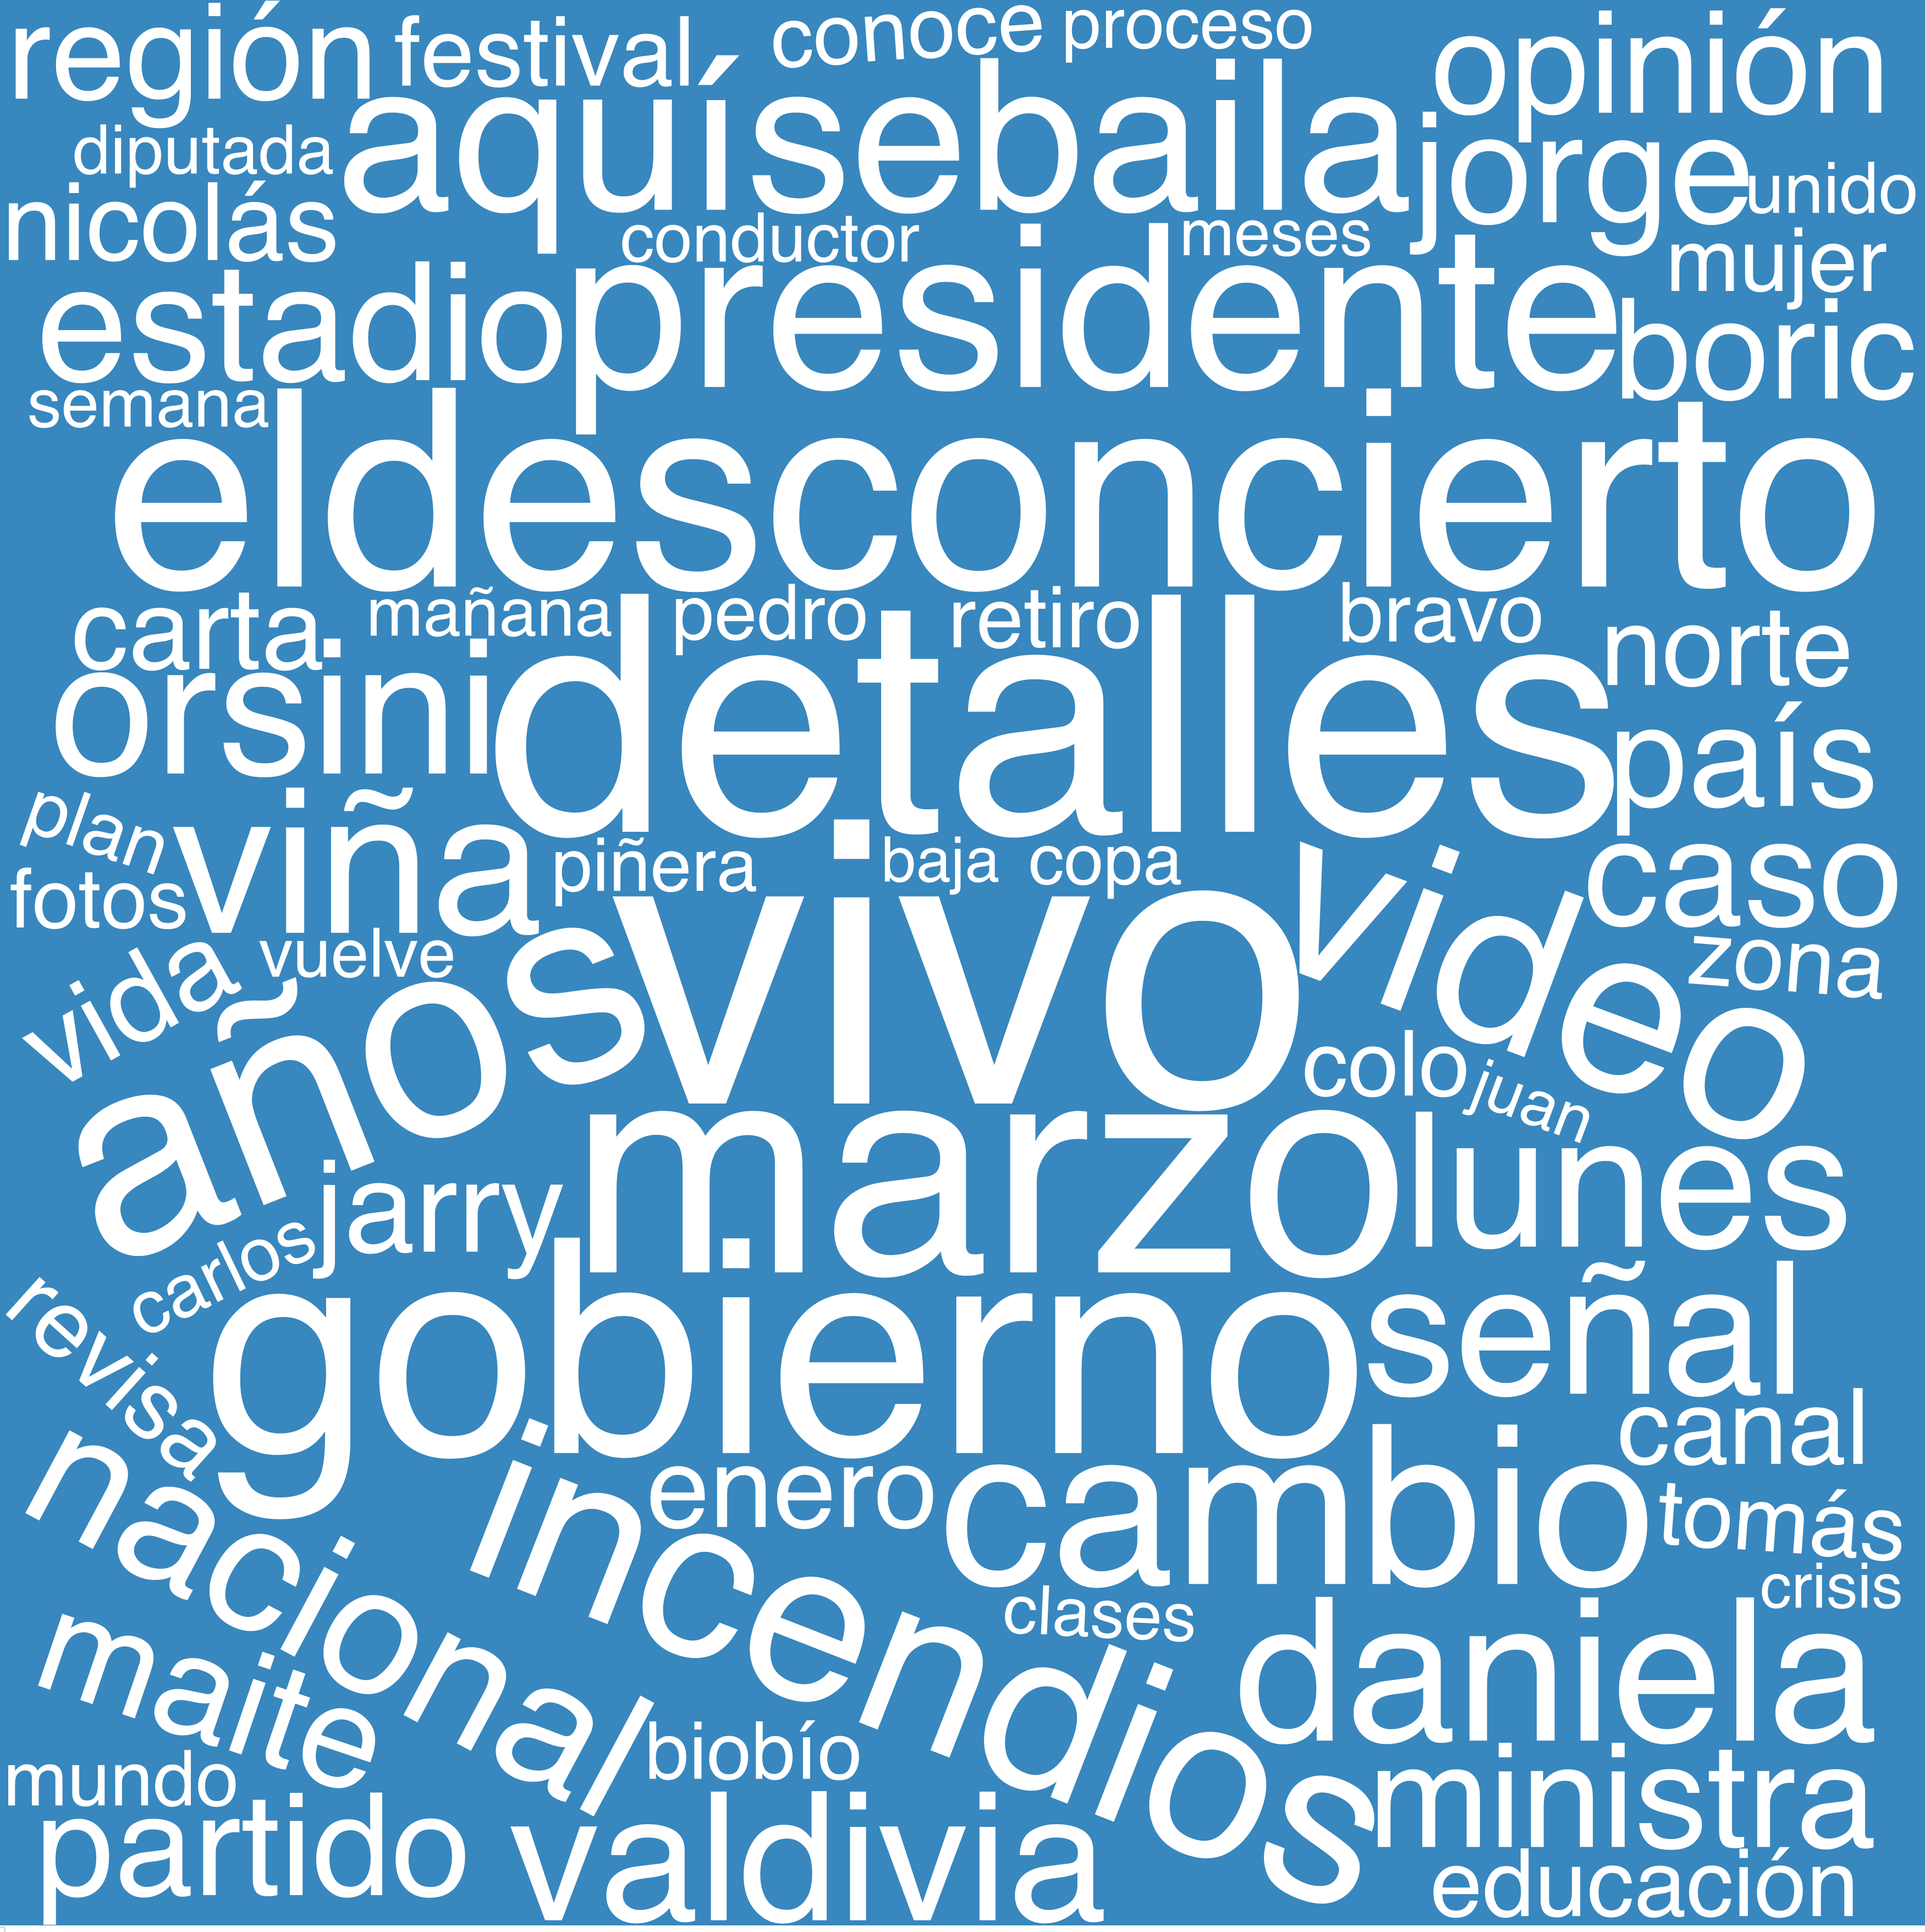 región festival conoce proceso opinión
diputada aquísebaila jorge unido
nicolás conductor meses mujer
estadio presidente boric
semana
eldesconcierto
carta mañana pedro retiro bravo norte
orsini detalles país
plan viña piñera baja copa video caso
fotos vivo
vida vuelve años zona
colo juan
jarry marzo lunes
carlos
revisa gobierno señal
canal
nacional incendios enero cambio tomás
clases crisis
maite daniela
mundo biobío ministra
partido valdivia educación